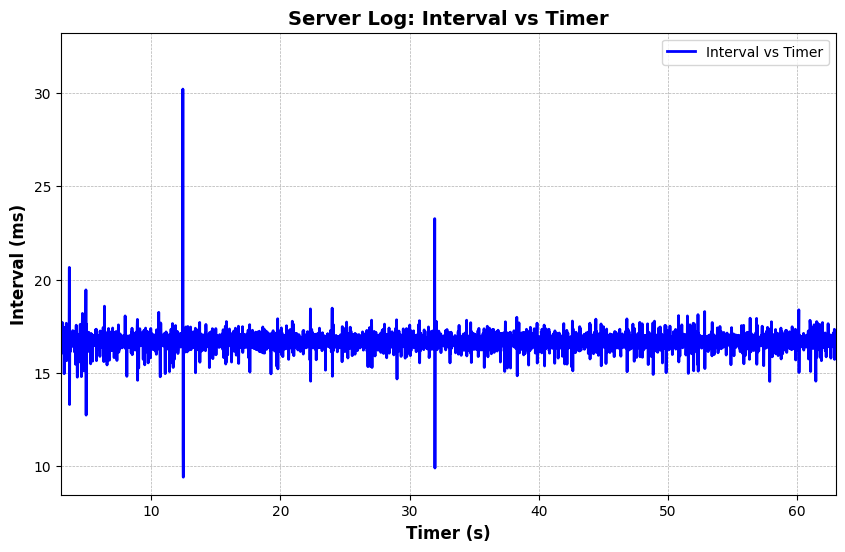 Server Log: Interval vs Timer
Interval vs Timer
Interval (ms)
30
25
20
15
10
10 20 30 40 50 60
Timer (s)